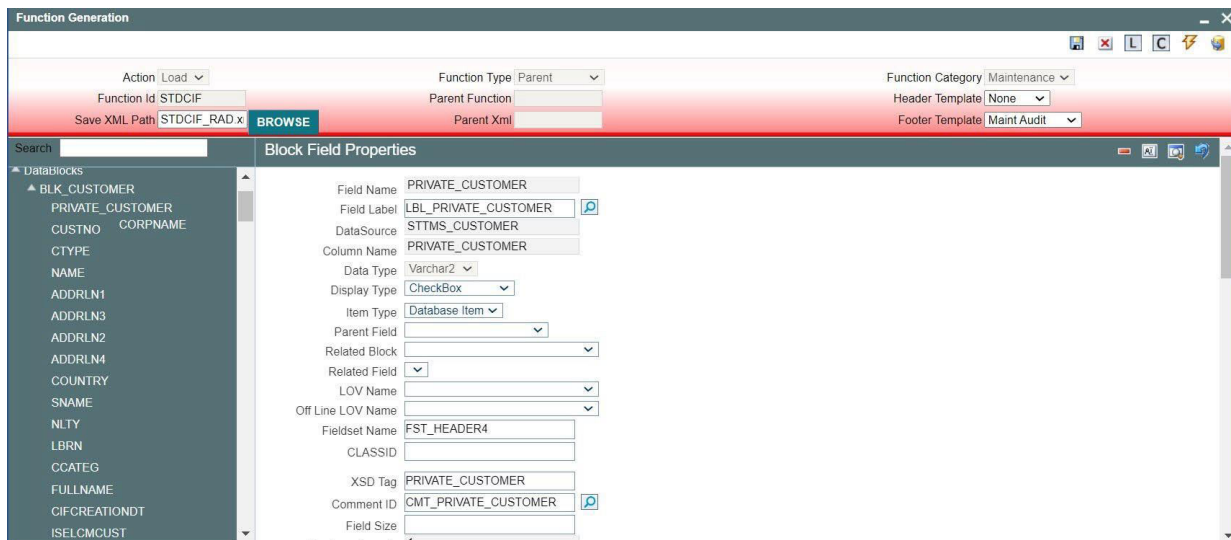 Function Generation
L C
Action Load Function Type Parent Function Category Maintenance
Function Id STDCIF Parent Function Header Template None
Save XML Path STDCIF_RAD.x BROWSE Parent Xml Footer Template Maint Audit
Search Block Field Properties
DataBlocks
BLK_CUSTOMER
PRIVATE_CUSTOMER
CUSTNO CORPNAME
CTYPE
NAME
ADDRLN1
ADDRLN3
ADDRLN2
ADDRLN4
COUNTRY
SNAME
NLTY
LBRN
CCATEG
FULLNAME
CIFCREATIONDT
ISELCMCUST
Field Name PRIVATE_CUSTOMER
Field Label LBL_PRIVATE_CUSTOMER
DataSource STTMS_CUSTOMER
Column Name PRIVATE_CUSTOMER
Data Type Varchar2
Display Type CheckBox
Item Type Database Item
Parent Field
Related Block
Related Field
LOV Name
Off Line LOV Name
Fieldset Name FST_HEADER4
CLASSID
XSD Tag PRIVATE_CUSTOMER
Comment ID CMT_PRIVATE_CUSTOMER
Field Size